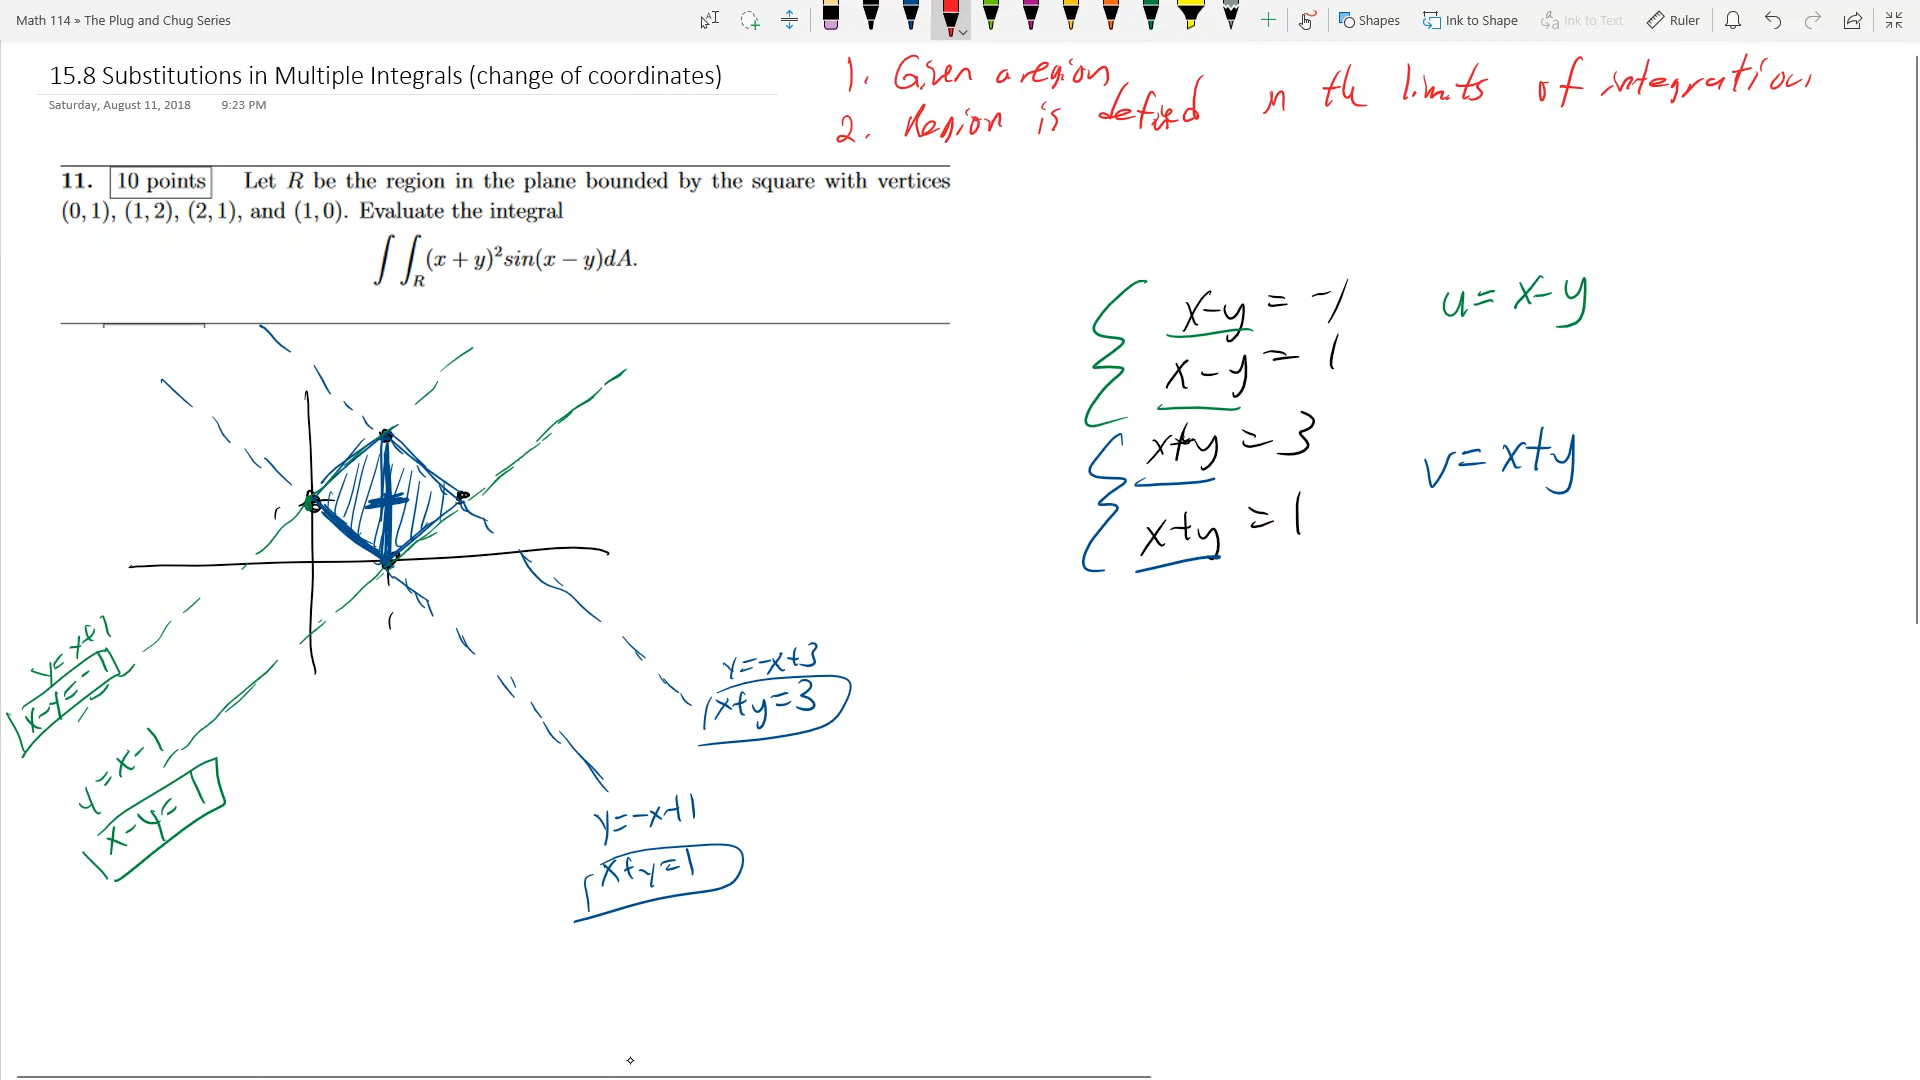 Math 114 » The Plug and Chug Series
Shapes
Ink to Shape
Ink to Text
Ruler
15.8 Substitutions in Multiple Integrals (change of coordinates)
Saturday, August 11, 2018 9:23 PM
1. Given a region
2. Region is defined in the limits of integration
11. 10 points Let R be the region in the plane bounded by the square with vertices
(0, 1), (1, 2), (2, 1), and (1, 0). Evaluate the integral
∫∫_R (x + y)²sin(x − y)dA.
x-y = -1
x-y = 1
x+y = 3
x+y = 1
u = x-y
v = x+y
1
1
y=x+1
x-y=-1
y=x-1
x-y=1
y=-x+3
x+y=3
y=-x+1
x+y=1